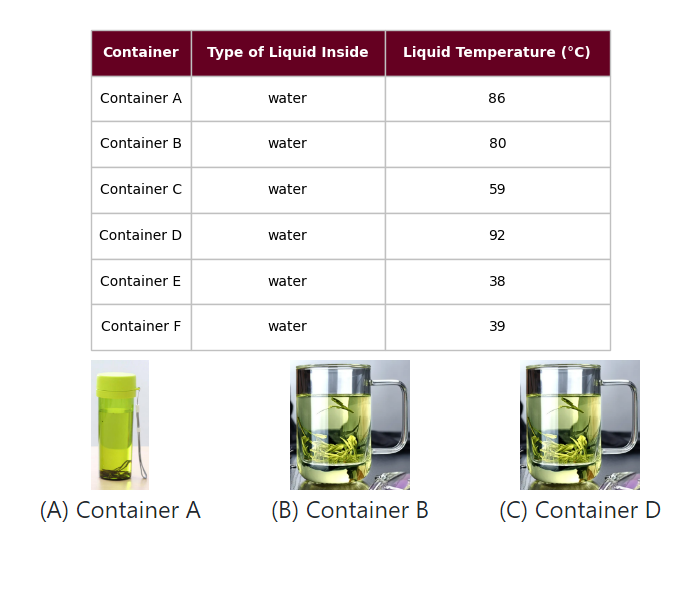 Container Type of Liquid Inside Liquid Temperature (°C)
Container A water 86
Container B water 80
Container C water 59
Container D water 92
Container E water 38
Container F water 39
(A) Container A (B) Container B (C) Container D